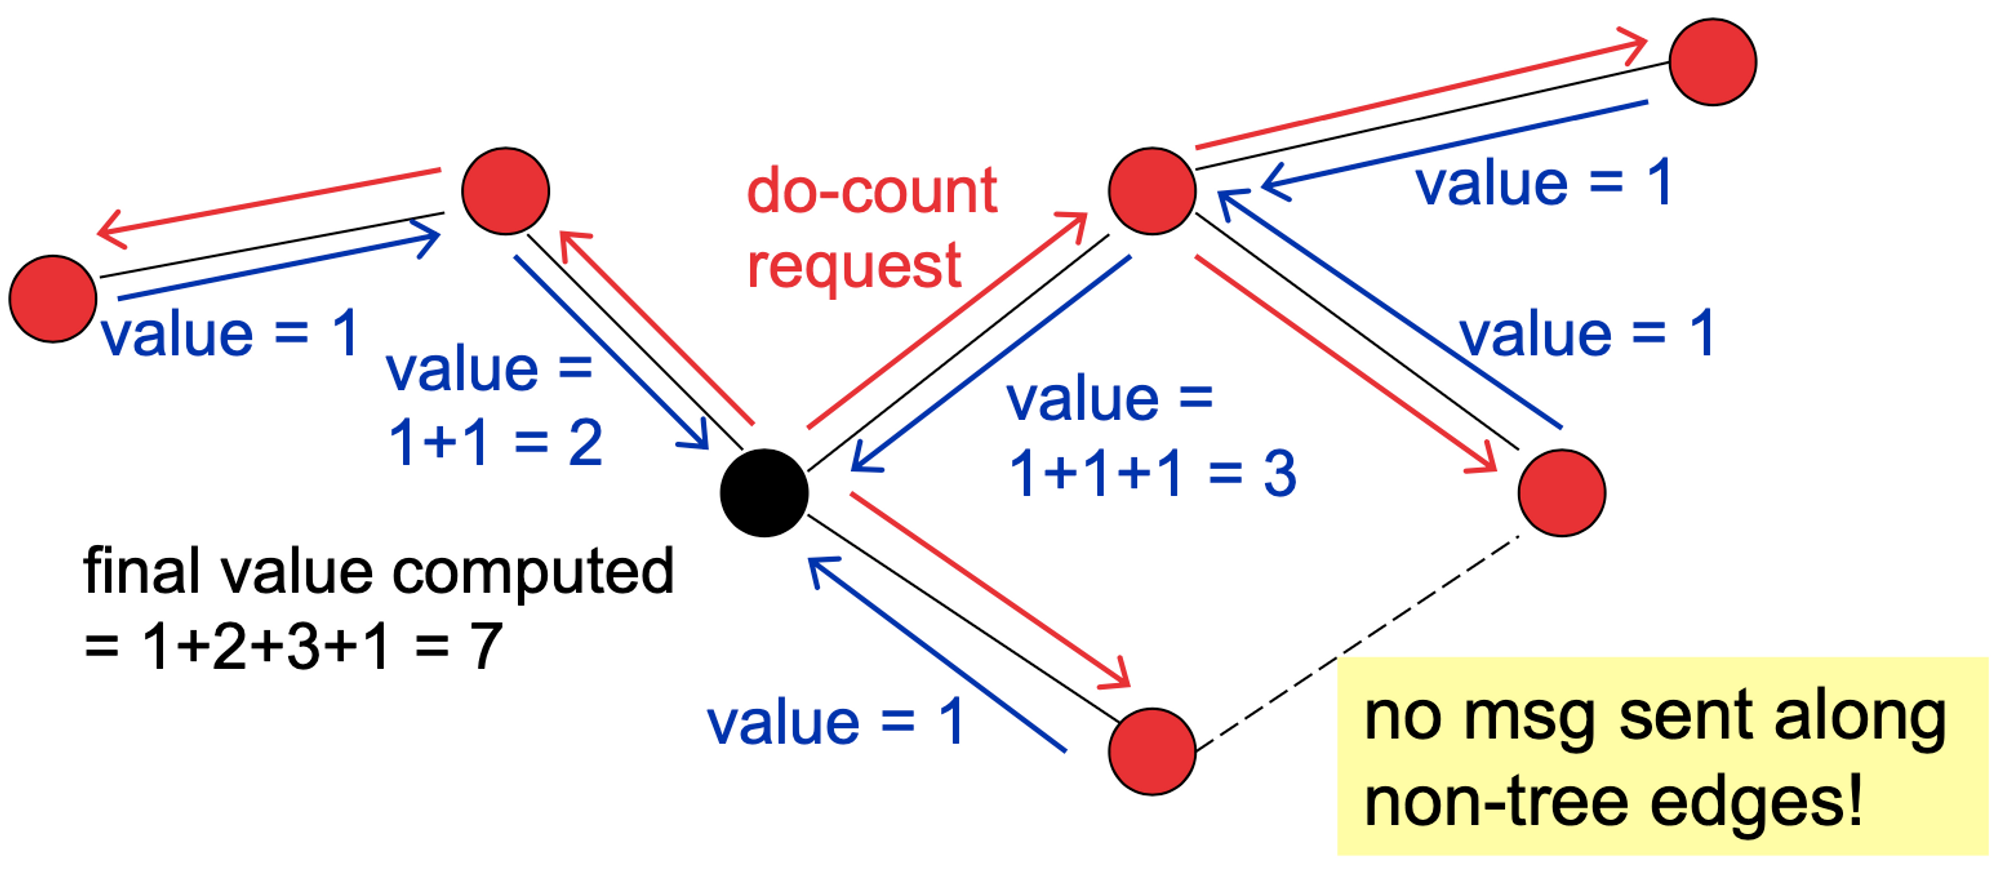 do-count
request
value = 1
value = 1
value = 1
value =
1+1 = 2
value =
1+1+1 = 3
final value computed
= 1+2+3+1 = 7
value = 1
no msg sent along
non-tree edges!